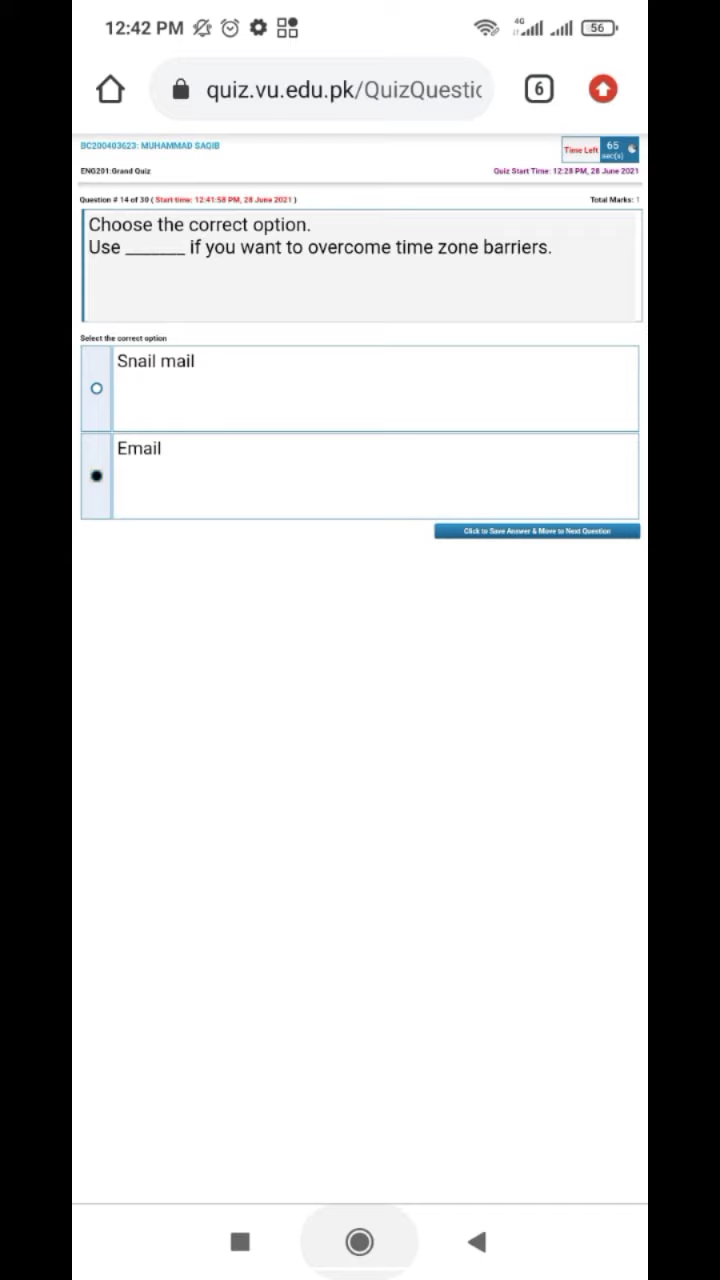 12:42 PM 4G 56
quiz.vu.edu.pk/QuizQuestic 6
BC200403623: MUHAMMAD SAQIB
Time Left 65 sec(s)
ENG201:Grand Quiz
Quiz Start Time: 12:28 PM, 28 June 2021
Question # 14 of 30 ( Start time: 12:41:58 PM, 28 June 2021 )
Total Marks: 1
Choose the correct option.
Use _______ if you want to overcome time zone barriers.
Select the correct option
Snail mail
Email
Click to Save Answer & Move to Next Question